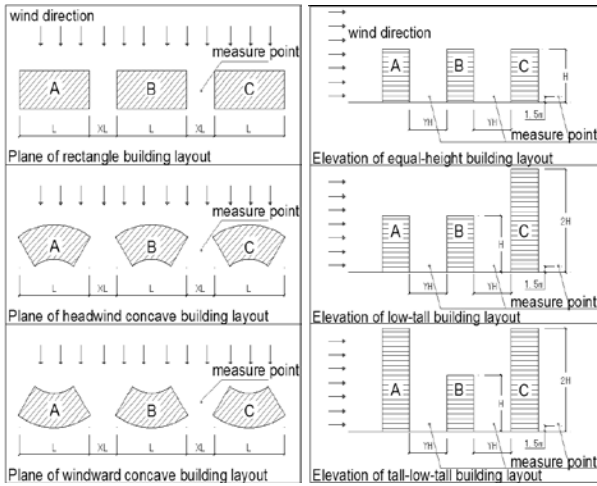 wind direction
measure point
A B C
L XL L XL L
Plane of rectangle building layout
measure point
A B C
L XL L XL L
Plane of headwind concave building layout
measure point
A B C
L XL L XL L
Plane of windward concave building layout
wind direction
A B C
H
YH YH
1.5m
measure point
Elevation of equal-height building layout
A B C
H
2H
YH YH
1.5m
measure point
Elevation of low-tall building layout
A B C
H
2H
YH YH
1.5m
measure point
Elevation of tall-low-tall building layout